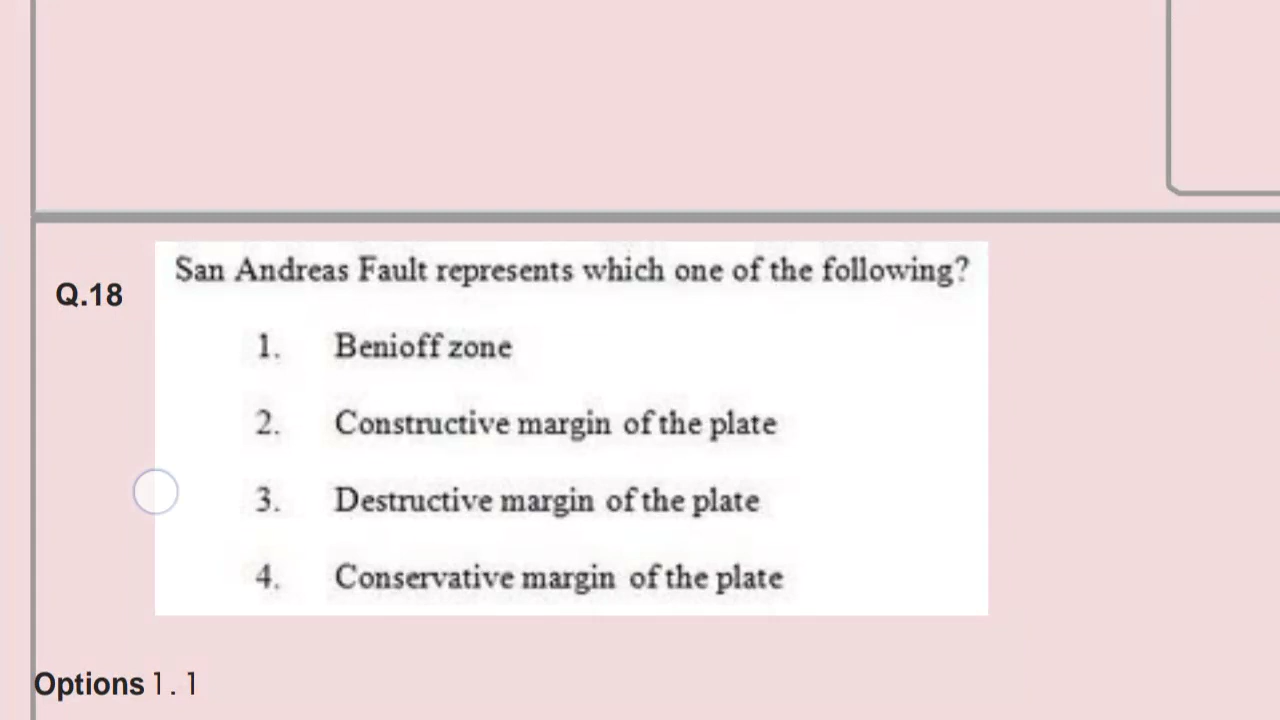 Q.18
San Andreas Fault represents which one of the following?
1. Benioff zone
2. Constructive margin of the plate
3. Destructive margin of the plate
4. Conservative margin of the plate
Options 1. 1